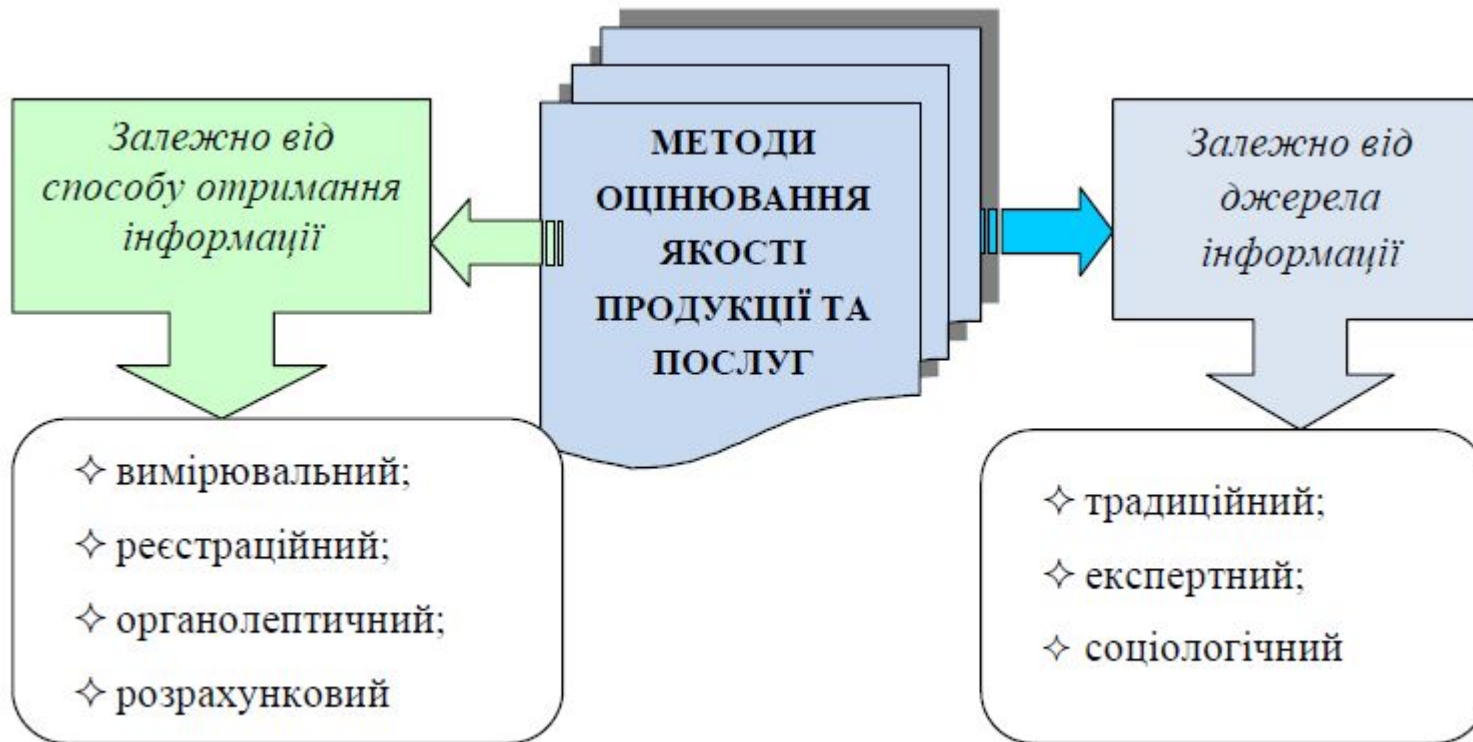 Залежно від
способу отримання
інформації
МЕТОДИ
ОЦІНЮВАННЯ
ЯКОСТІ
ПРОДУКЦІЇ ТА
ПОСЛУГ
Залежно від
джерела
інформації
✧ вимірювальний;
✧ реєстраційний;
✧ органолептичний;
✧ розрахунковий
✧ традиційний;
✧ експертний;
✧ соціологічний